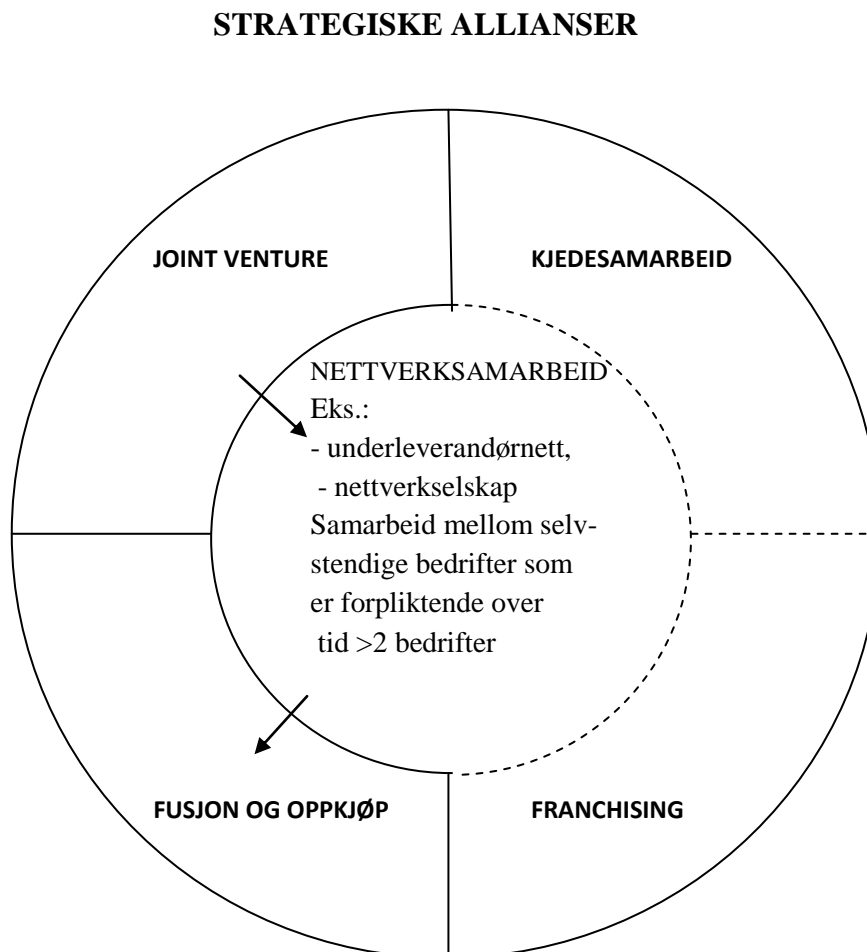 STRATEGISKE ALLIANSER
JOINT VENTURE
KJEDESAMARBEID
NETTVERKSAMARBEID
Eks.:
- underleverandørnett,
- nettverkselskap
Samarbeid mellom selv-
stendige bedrifter som
er forpliktende over
tid >2 bedrifter
FUSJON OG OPPKJØP
FRANCHISING